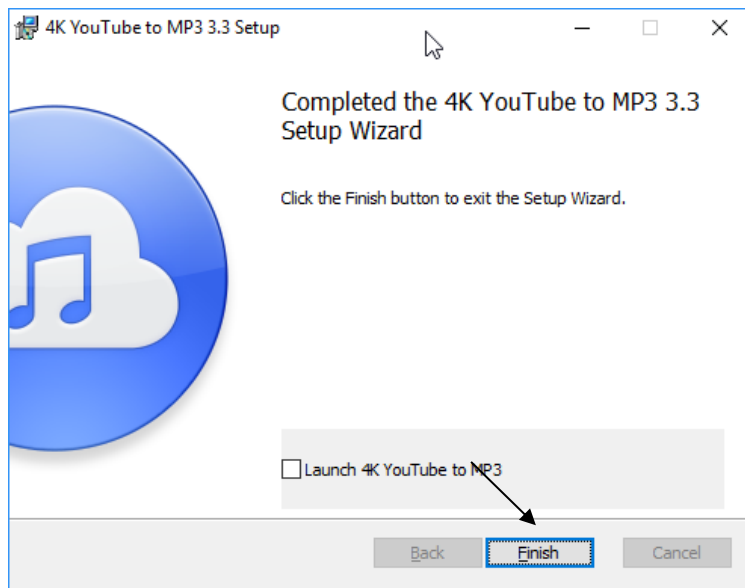 4K YouTube to MP3 3.3 Setup
Completed the 4K YouTube to MP3 3.3
Setup Wizard
Click the Finish button to exit the Setup Wizard.
Launch 4K YouTube to MP3
Back Finish Cancel